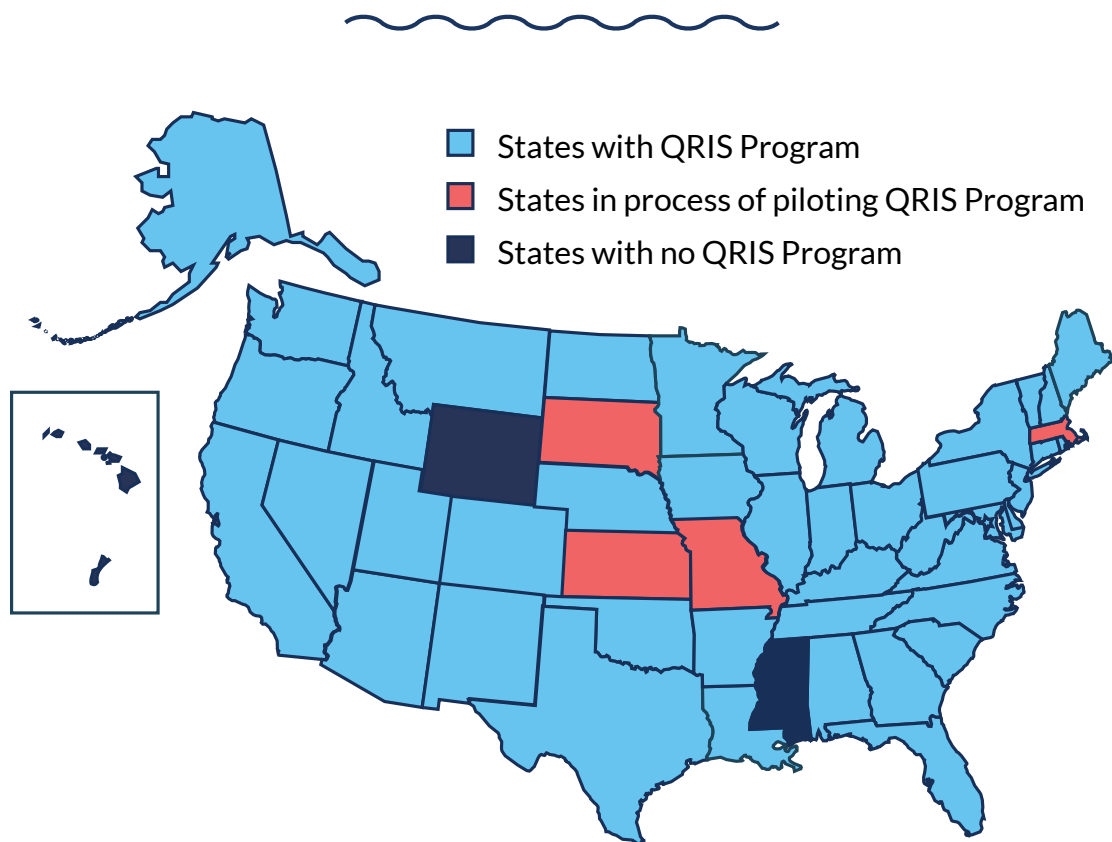 States with QRIS Program
States in process of piloting QRIS Program
States with no QRIS Program